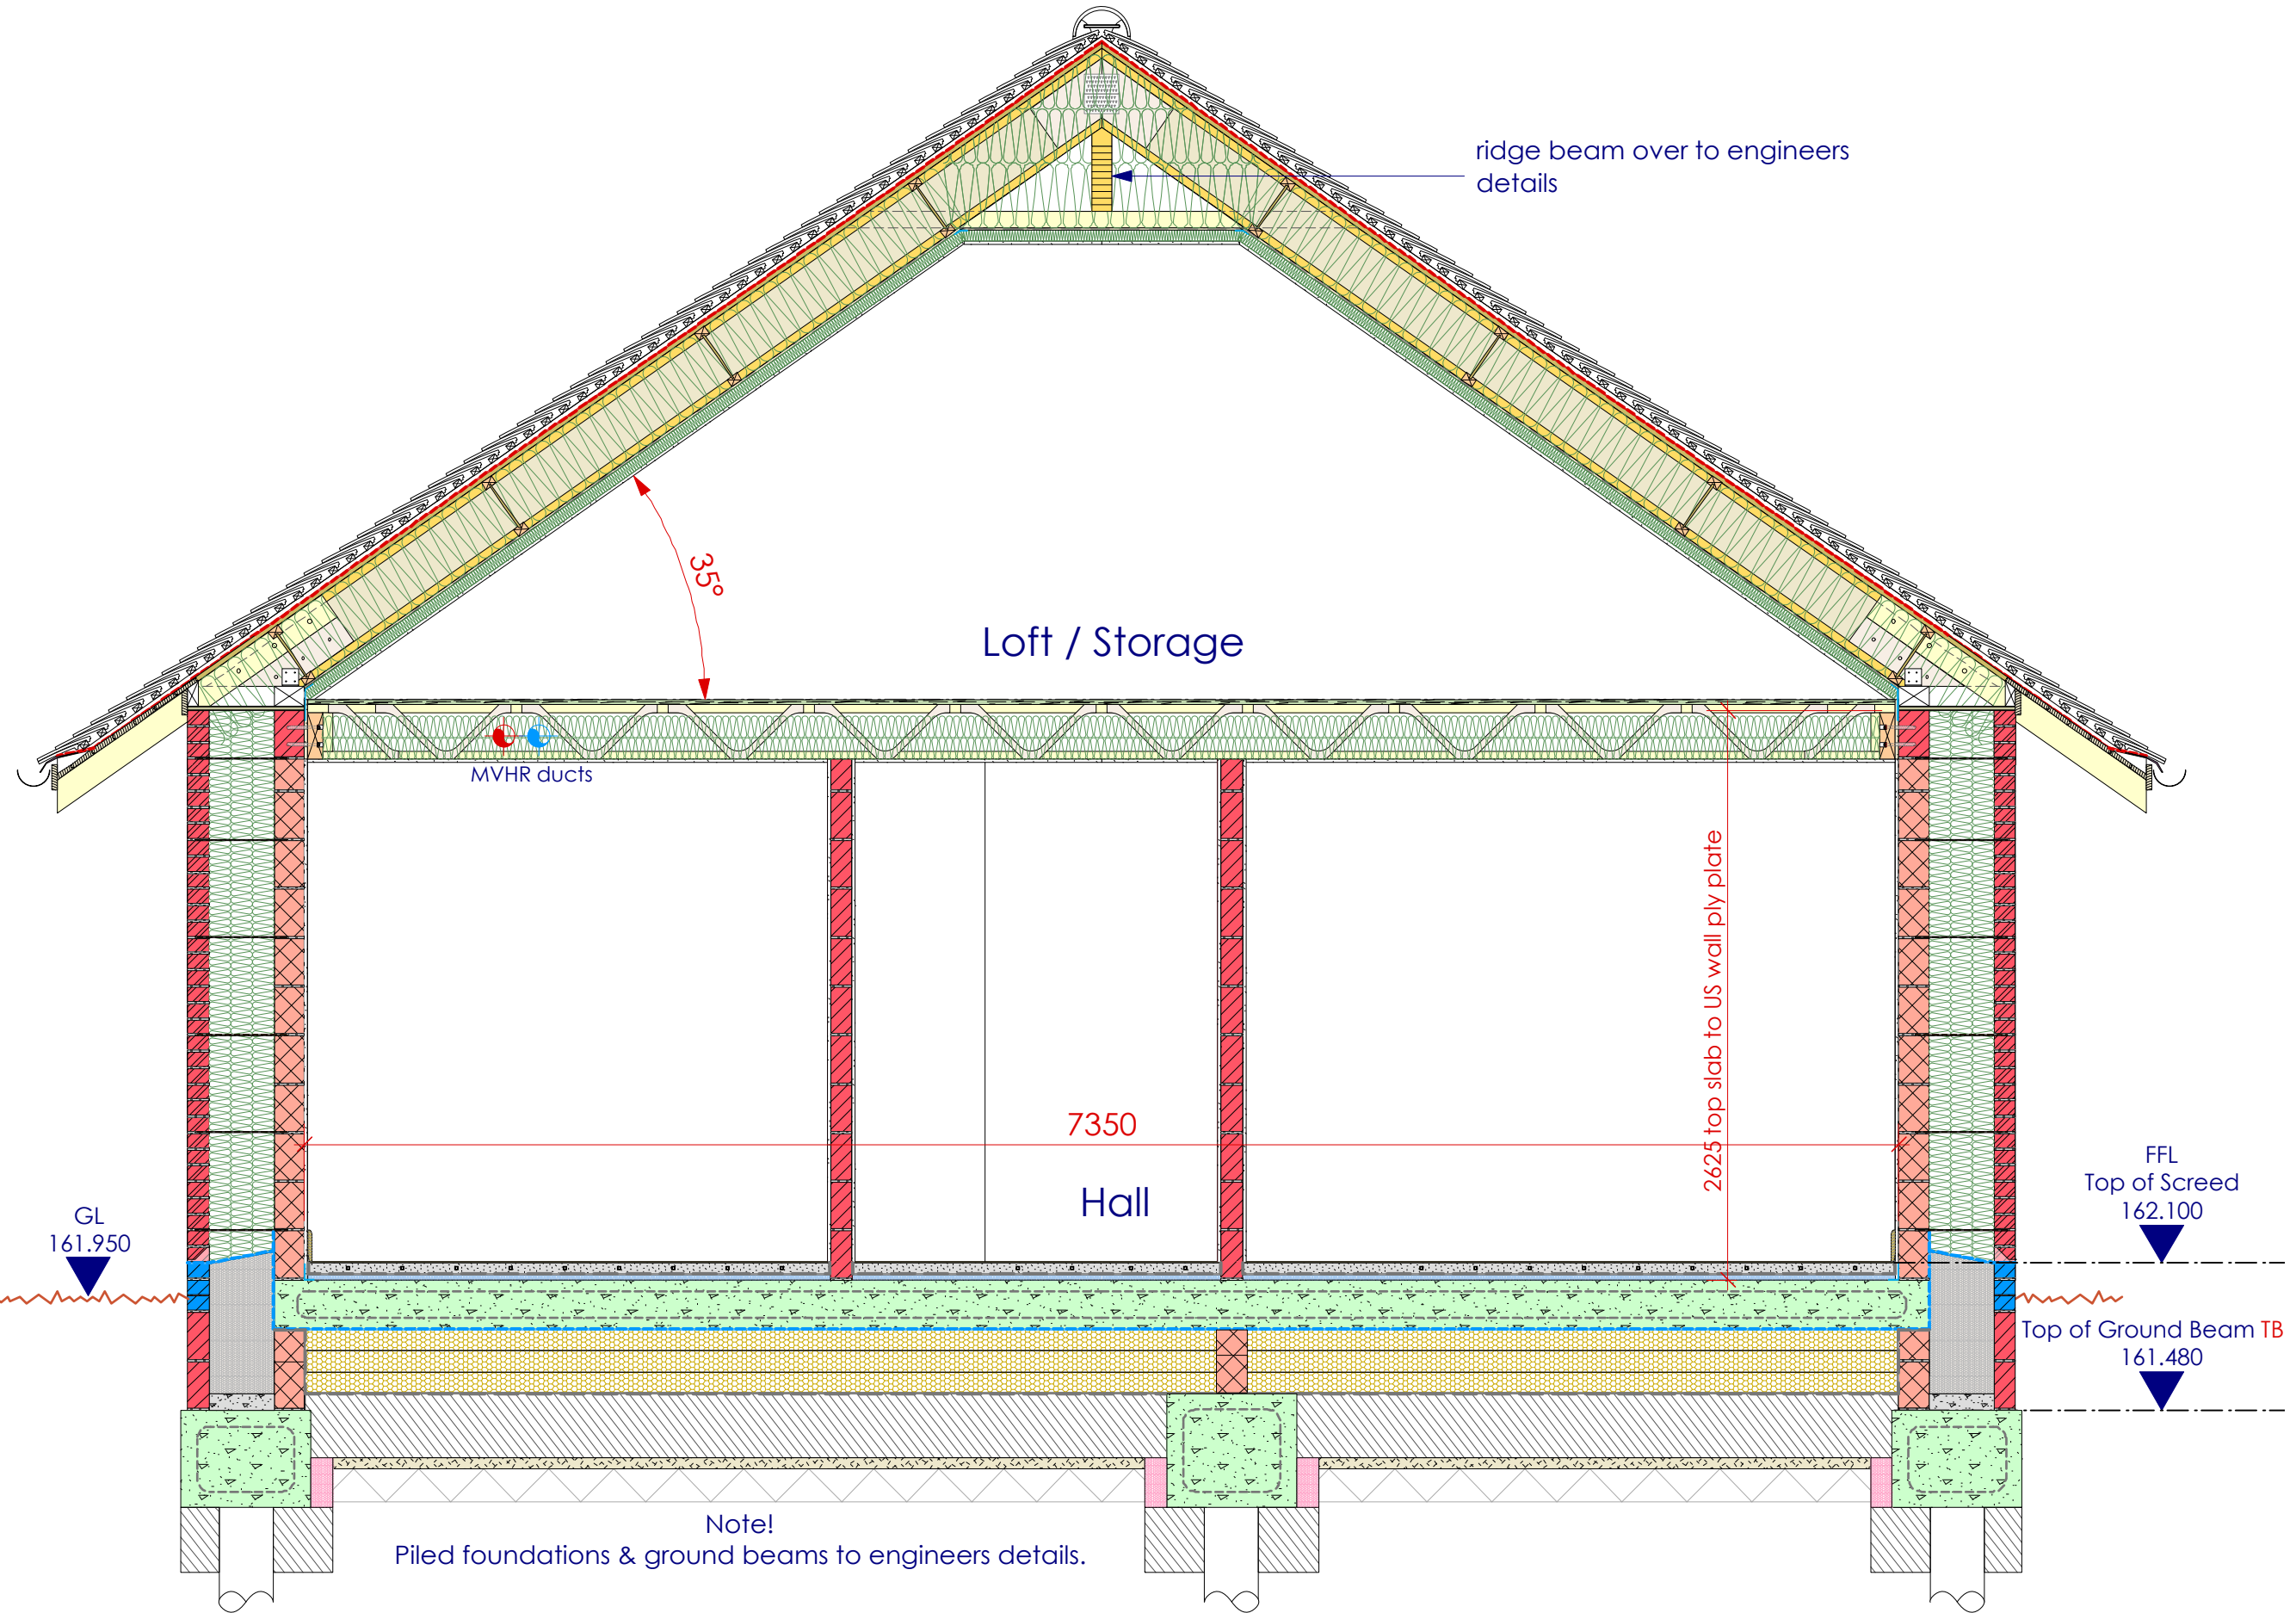 ridge beam over to engineers
details
35°
Loft / Storage
MVHR ducts
2625 top slab to US wall ply plate
7350
Hall
GL
161.950
FFL
Top of Screed
162.100
Top of Ground Beam TB
161.480
Note!
Piled foundations & ground beams to engineers details.